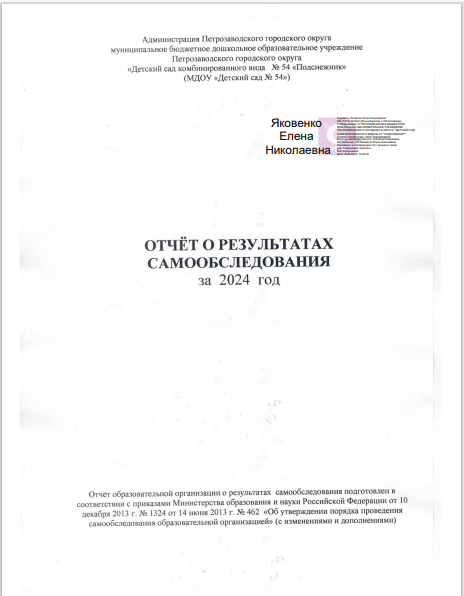 Администрация Петрозаводского городского округа
муниципальное бюджетное дошкольное образовательное учреждение
Петрозаводского городского округа
«Детский сад комбинированного вида № 54 «Подснежник»
(МДОУ «Детский сад № 54»)
Яковенко
Елена
Николаевна
ОТЧЁТ О РЕЗУЛЬТАТАХ
САМООБСЛЕДОВАНИЯ
за 2024 год
Отчёт образовательной организации о результатах самообследования подготовлен в
соответствии с приказами Министерства образования и науки Российской Федерации от 10
декабря 2013 г. № 1324 от 14 июня 2013 г. № 462 «Об утверждении порядка проведения
самообследования образовательной организацией» (с изменениями и дополнениями)